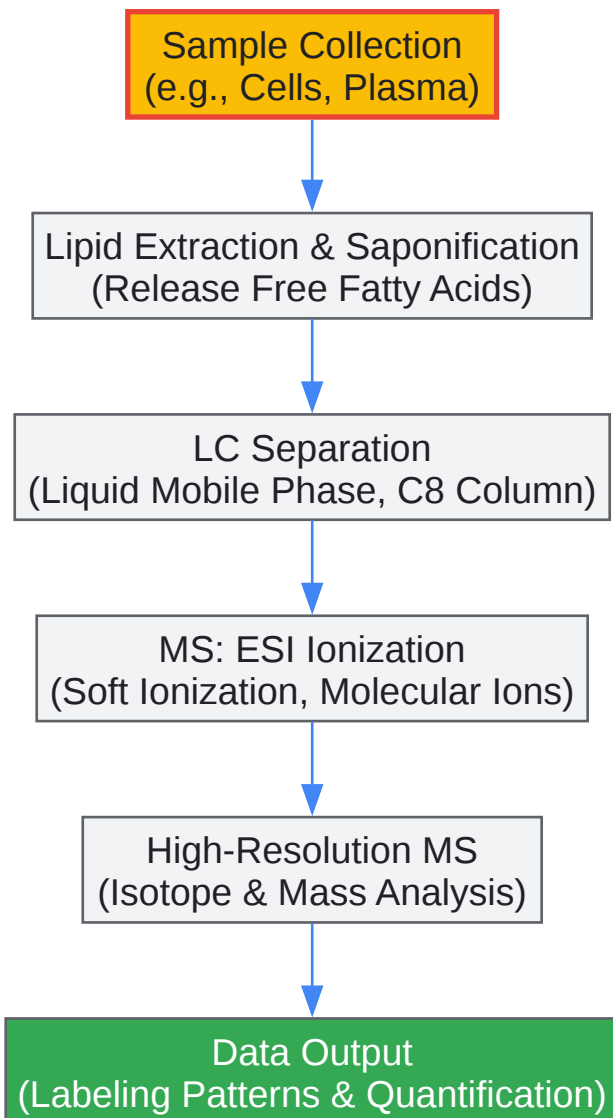 Sample Collection
(e.g., Cells, Plasma)
Lipid Extraction & Saponification
(Release Free Fatty Acids)
LC Separation
(Liquid Mobile Phase, C8 Column)
MS: ESI Ionization
(Soft Ionization, Molecular Ions)
High-Resolution MS
(Isotope & Mass Analysis)
Data Output
(Labeling Patterns & Quantification)